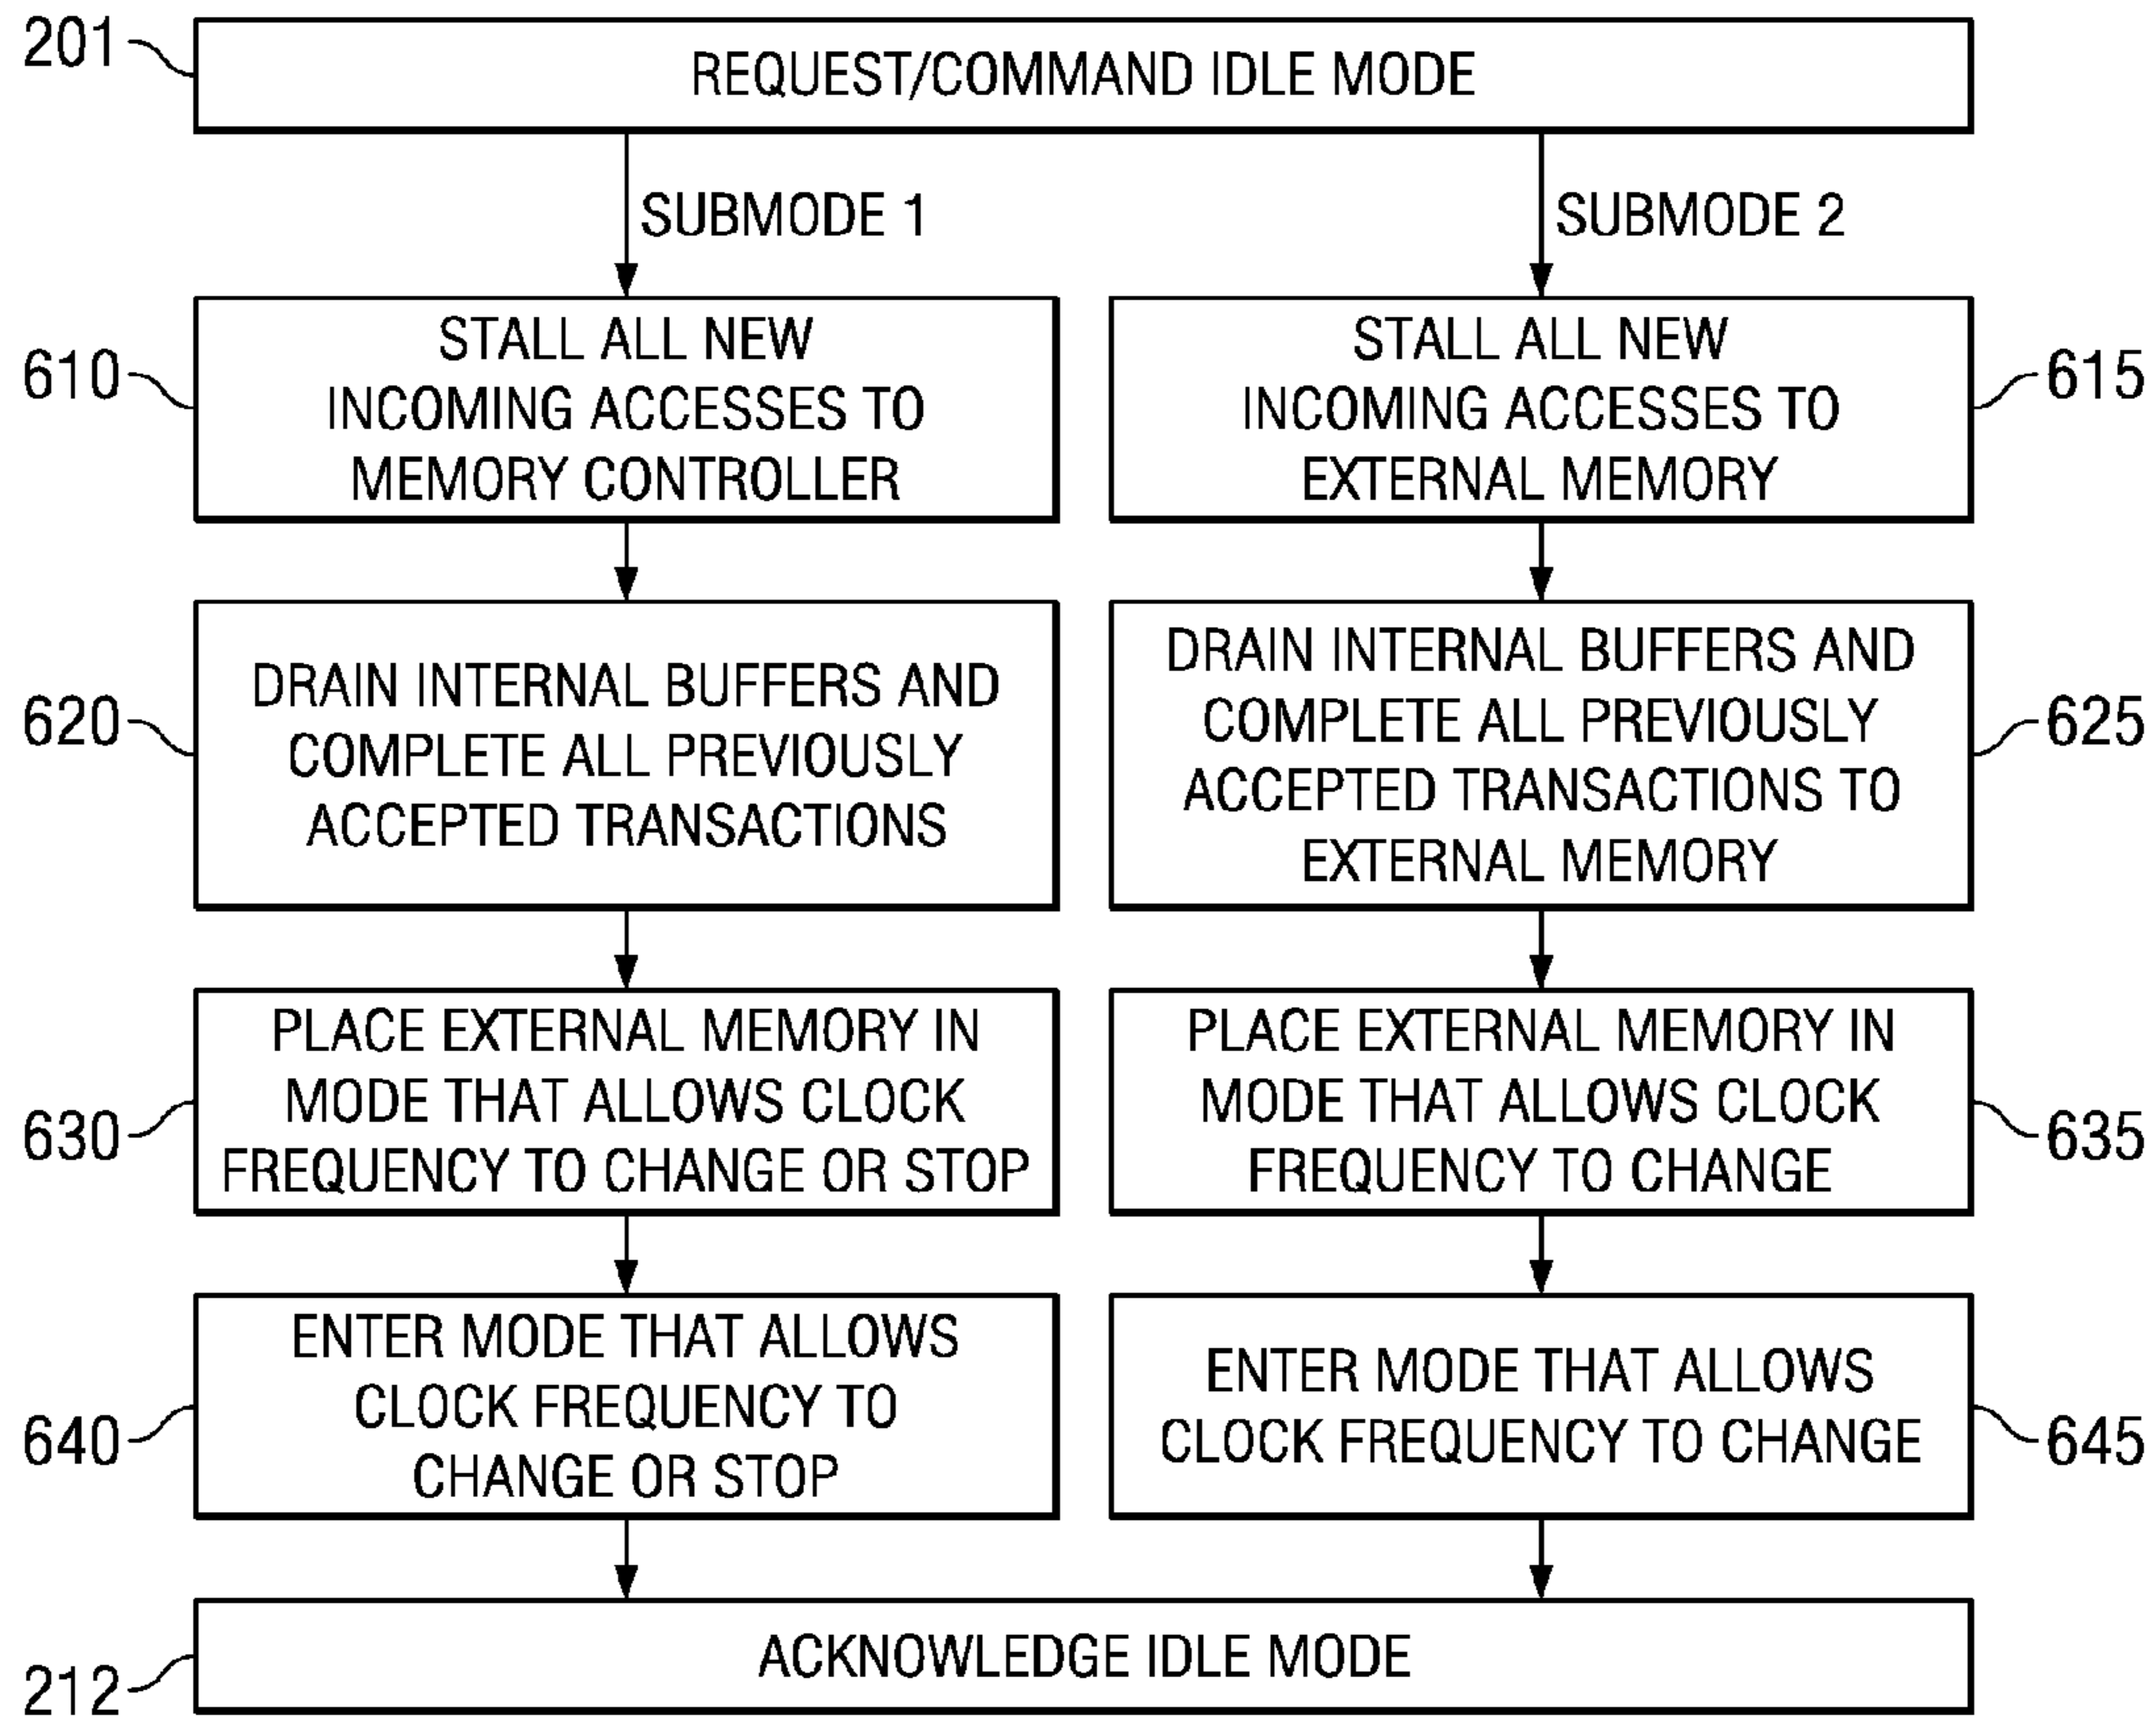 201
REQUEST/COMMAND IDLE MODE
SUBMODE 1
SUBMODE 2
610
STALL ALL NEW
INCOMING ACCESSES TO
MEMORY CONTROLLER
STALL ALL NEW
INCOMING ACCESSES TO
EXTERNAL MEMORY
615
620
DRAIN INTERNAL BUFFERS AND
COMPLETE ALL PREVIOUSLY
ACCEPTED TRANSACTIONS
DRAIN INTERNAL BUFFERS AND
COMPLETE ALL PREVIOUSLY
ACCEPTED TRANSACTIONS TO
EXTERNAL MEMORY
625
630
PLACE EXTERNAL MEMORY IN
MODE THAT ALLOWS CLOCK
FREQUENCY TO CHANGE OR STOP
PLACE EXTERNAL MEMORY IN
MODE THAT ALLOWS CLOCK
FREQUENCY TO CHANGE
635
640
ENTER MODE THAT ALLOWS
CLOCK FREQUENCY TO
CHANGE OR STOP
ENTER MODE THAT ALLOWS
CLOCK FREQUENCY TO CHANGE
645
212
ACKNOWLEDGE IDLE MODE